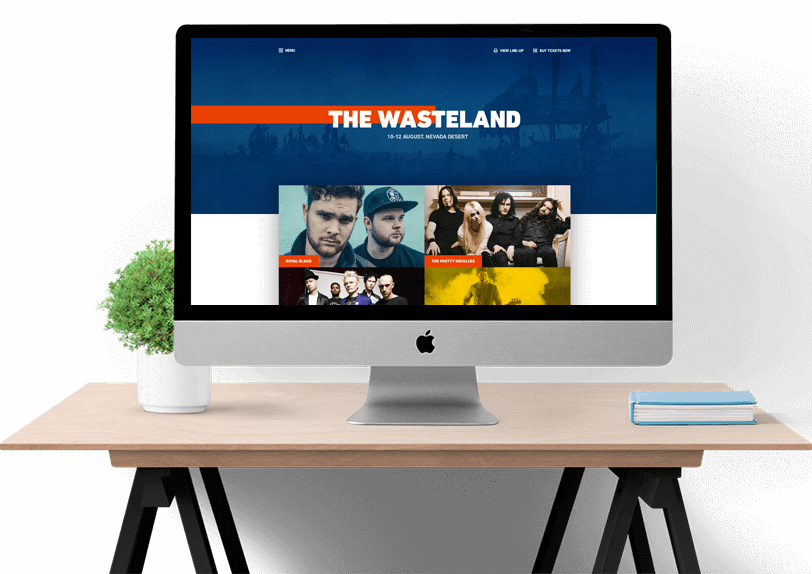 MENU
VIEW LINE-UP
BUY TICKETS NOW
THE WASTELAND
10-12 AUGUST, NEVADA DESERT
ROYAL BLOOD
THE PRETTY RECKLESS